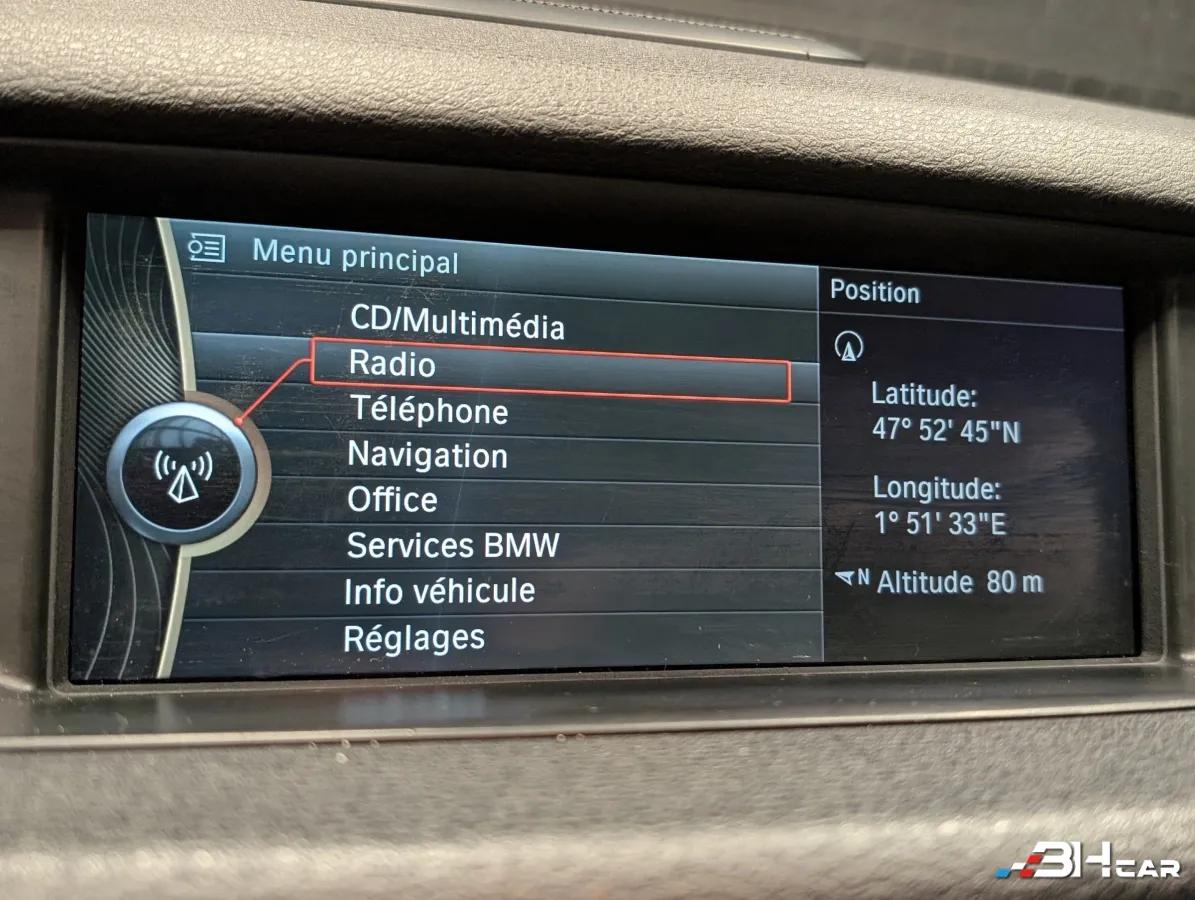 Menu principal
CD/Multimédia
Radio
Téléphone
Navigation
Office
Services BMW
Info véhicule
Réglages
Position
Latitude:
47° 52' 45"N
Longitude:
1° 51' 33"E
N Altitude 80 m
BHCAR